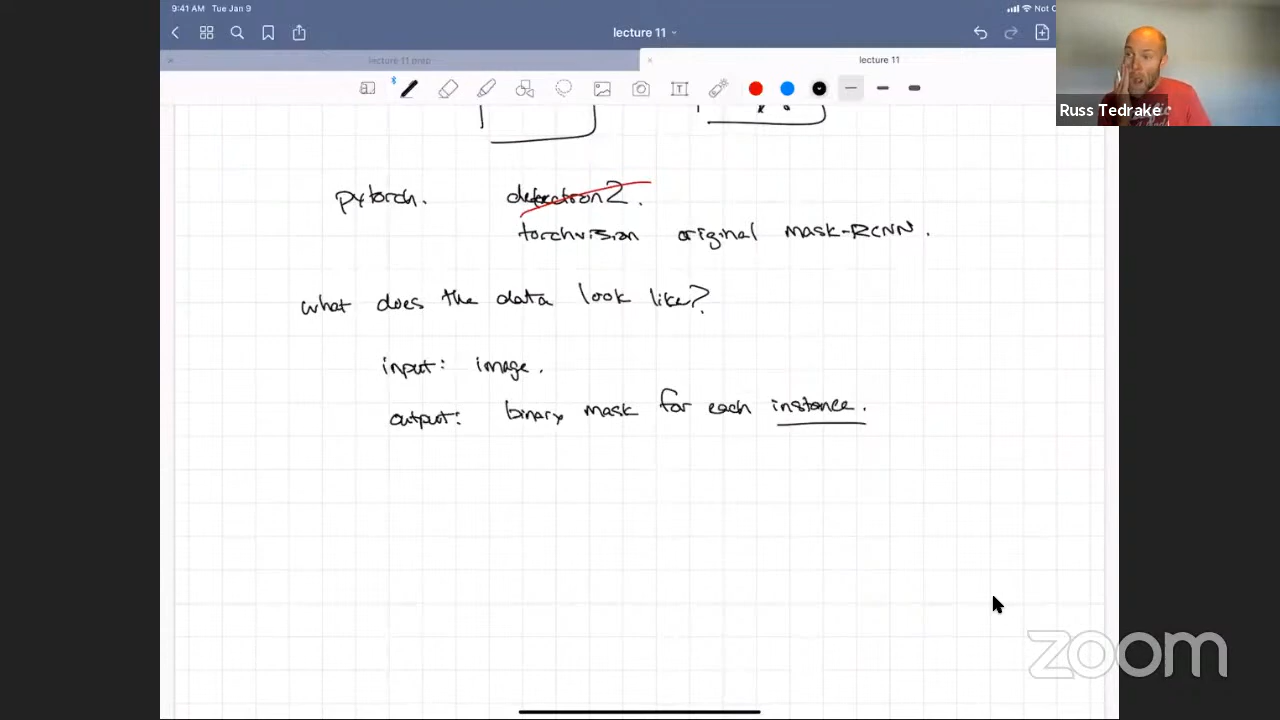 9:41 AM Tue Jan 9
Not C
lecture 11
lecture 11 prep
lecture 11
T
Russ Tedrake
pytorch. detectron2.
torchvision original mask-RCNN.
what does the data look like?
input: image.
output: binary mask for each instance.
zoom